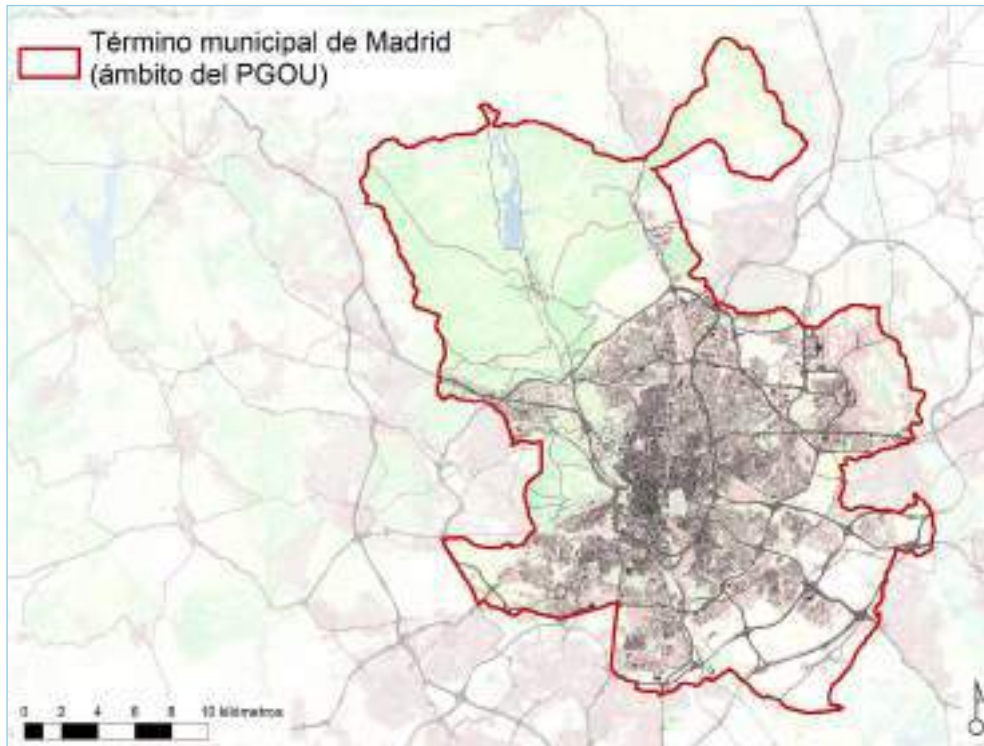 Término municipal de Madrid
(ámbito del PGOU)
0 2 4 6 8 10 kilómetros